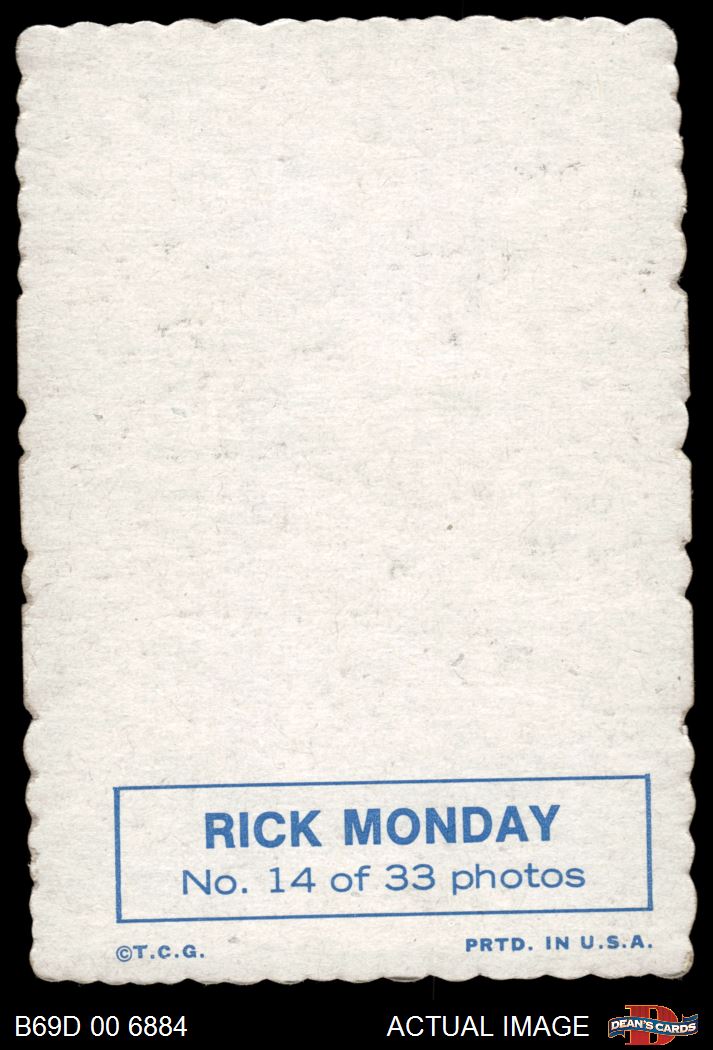 RICK MONDAY
No. 14 of 33 photos
©T.C.G.
PRTD. IN U.S.A.
B69D 00 6884
ACTUAL IMAGE
D
DEAN'S CARDS